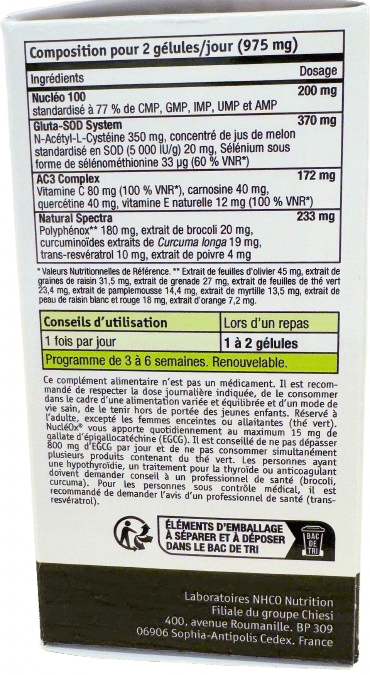 Composition pour 2 gélules/jour (975 mg)
Ingrédients Dosage
Nucléo 100 200 mg
standardisé à 77 % de CMP, GMP, IMP, UMP et AMP
Gluta-SOD System 370 mg
N-Acétyl-L-Cystéine 350 mg, concentré de jus de melon
standardisé en SOD (5 000 IU/g) 20 mg, Sélénium sous
forme de sélénométhionine 33 µg (60 % VNR*)
AC3 Complex 172 mg
Vitamine C 80 mg (100 % VNR*), carnosine 40 mg,
quercétine 40 mg, vitamine E naturelle 12 mg (100 % VNR*)
Natural Spectra 233 mg
Polyphénox** 180 mg, extrait de brocoli 20 mg,
curcuminoïdes extraits de Curcuma longa 19 mg,
trans-resvératrol 10 mg, extrait de poivre 4 mg
* Valeurs Nutritionnelles de Référence. ** Extrait de feuilles d'olivier 45 mg, extrait de
graines de raisin 31,5 mg, extrait de grenade 27 mg, extrait de feuilles de thé vert
23,4 mg, extrait de pamplemousse 14,4 mg, extrait de myrtille 13,5 mg, extrait de
peau de raisin blanc et rouge 18 mg, extrait d'orange 7,2 mg.
Conseils d'utilisation Lors d'un repas
1 fois par jour 1 à 2 gélules
Programme de 3 à 6 semaines. Renouvelable.
Ce complément alimentaire n'est pas un médicament. Il est recom-
mandé de respecter la dose journalière indiquée, de le consommer
dans le cadre d'une alimentation variée et équilibrée et d'un mode de
vie sain, de le tenir hors de portée des jeunes enfants. Réservé à
l'adulte, excepté les femmes enceintes ou allaitantes (thé vert).
NucléOx® vous apporte quotidiennement au maximum 15 mg de
gallate d'épigallocatéchine (EGCG). Il est conseillé de ne pas dépasser
800 mg d'EGCG par jour et de ne pas consommer simultanément
plusieurs produits contenant du thé vert. Les personnes ayant
une hypothyroïdie, un traitement pour la thyroïde ou anticoagulant
doivent demander conseil à un professionnel de santé (brocoli,
curcuma). Pour les personnes sous contrôle médical, il est
recommandé de demander l'avis d'un professionnel de santé (trans-
resvératrol).
ÉLÉMENTS D'EMBALLAGE
À SÉPARER ET À DÉPOSER
DANS LE BAC DE TRI
BAC
DE
TRI
Laboratoires NHCO Nutrition
Filiale du groupe Chiesi
400, avenue Roumanille. BP 309
06906 Sophia-Antipolis Cedex. France